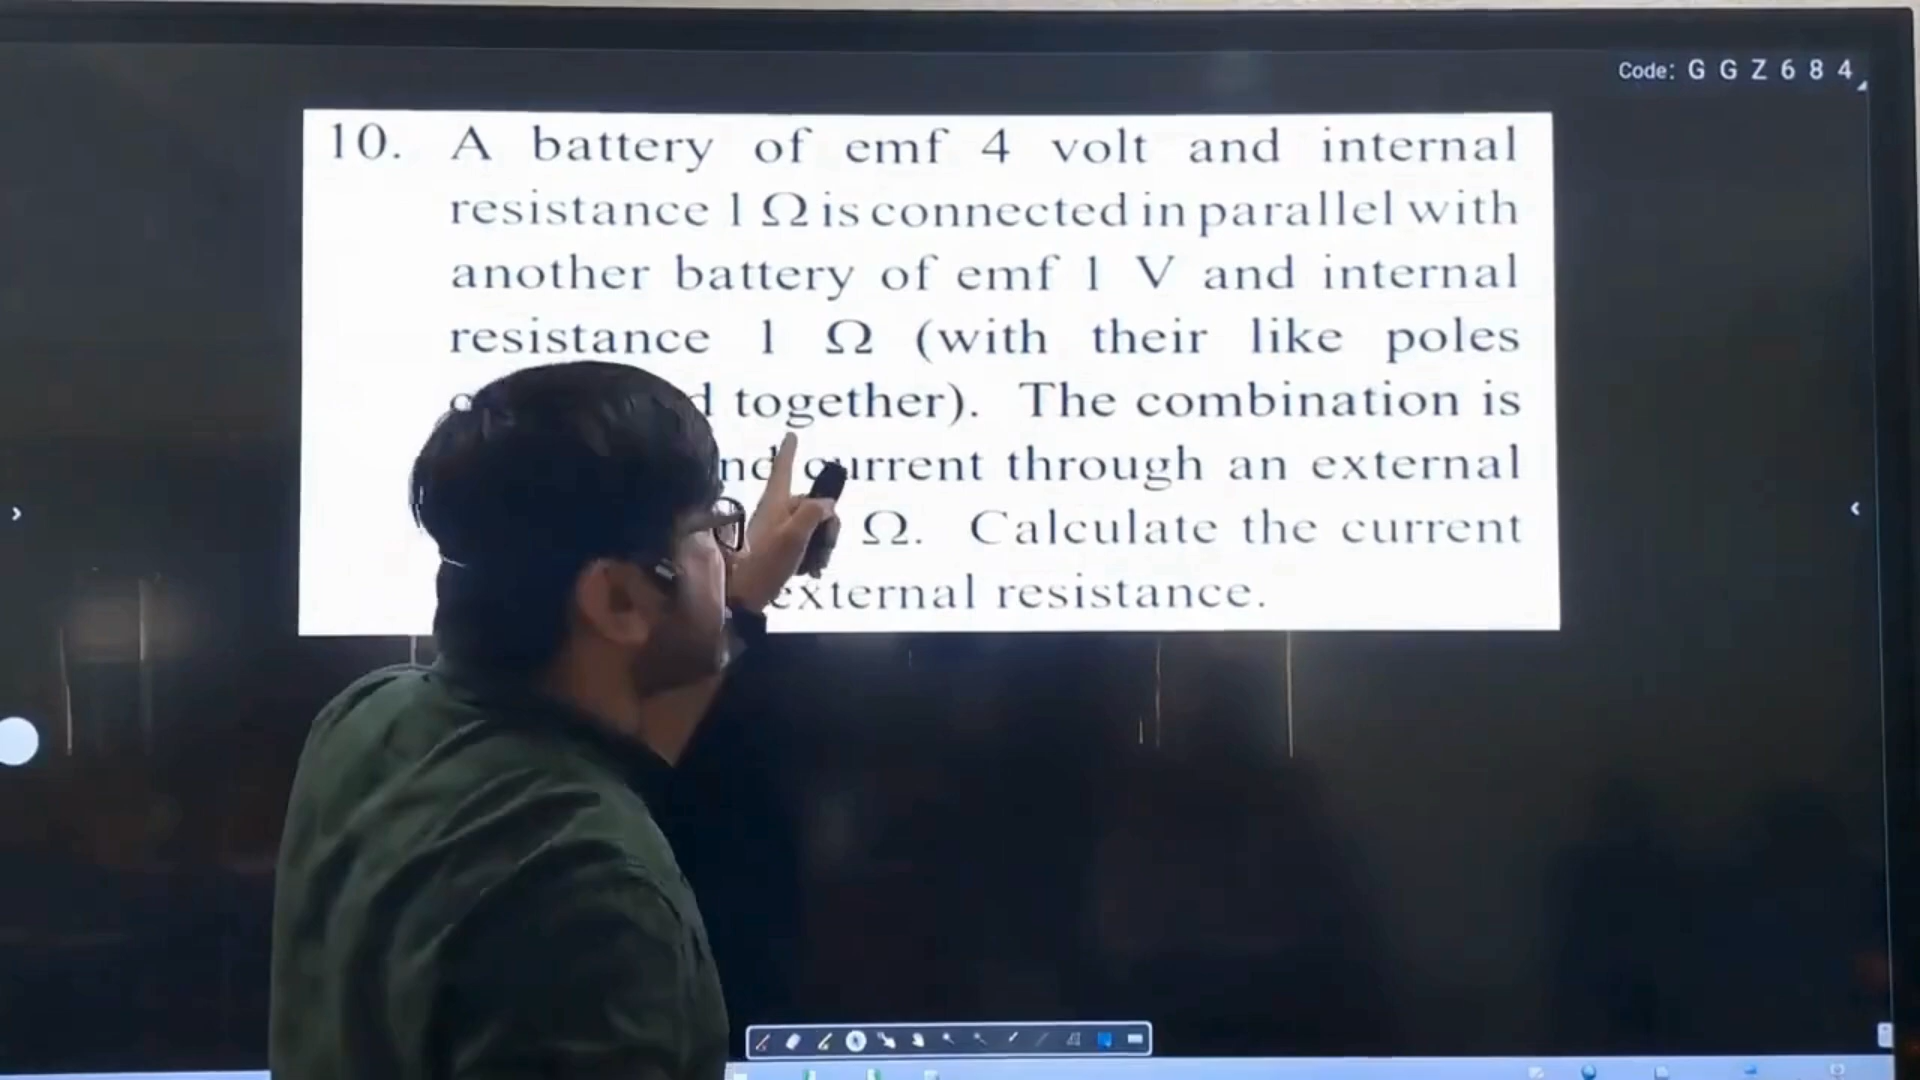 Code: G G Z 6 8 4
10. A battery of emf 4 volt and internal
resistance 1 Ω is connected in parallel with
another battery of emf 1 V and internal
resistance 1 Ω (with their like poles
together). The combination is
current through an external
Ω. Calculate the current
external resistance.